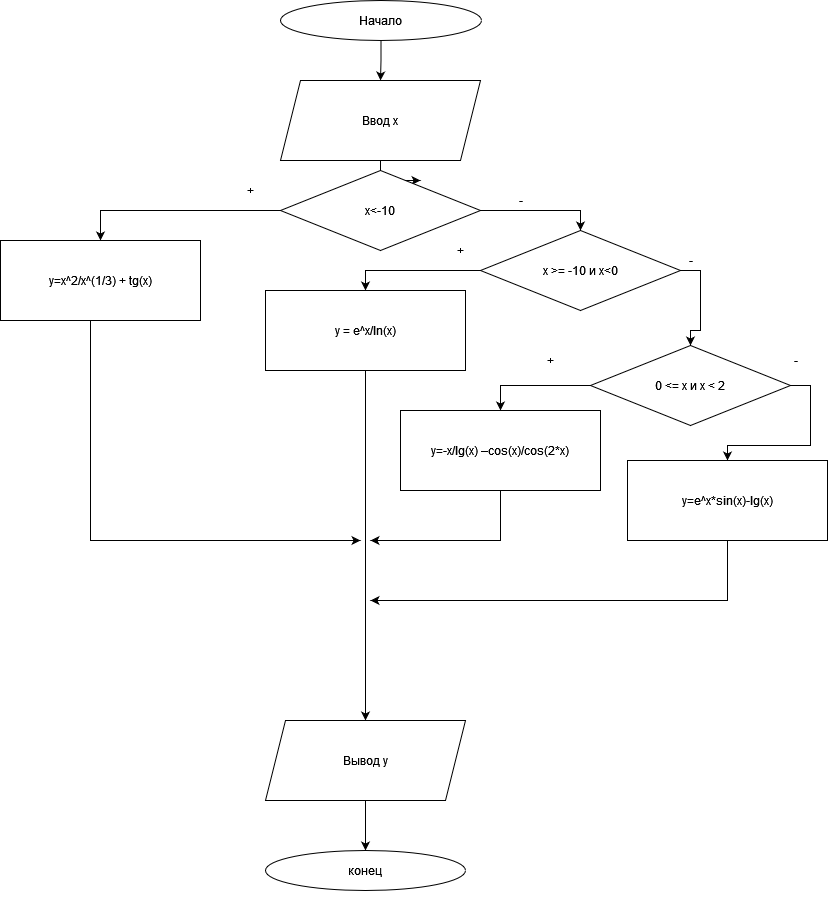 Начало
Ввод x
x<-10
+
-
y=x^2/x^(1/3) + tg(x)
x >= -10 и x<0
+
-
y = e^x/ln(x)
0 <= x и x < 2
+
-
y=-x/lg(x) –cos(x)/cos(2*x)
y=e^x*sin(x)-lg(x)
Вывод y
конец